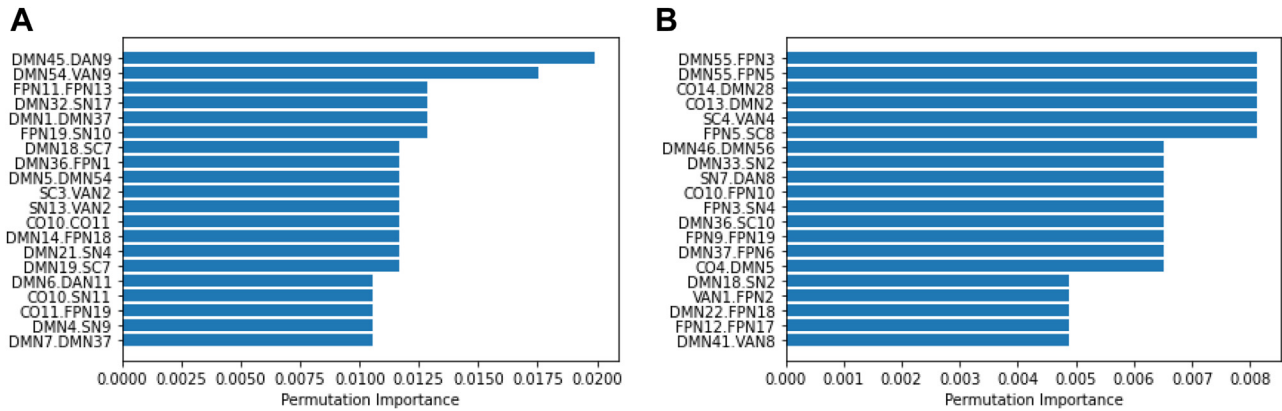 A
DMN45.DAN9
DMN54.VAN9
FPN11.FPN13
DMN32.SN17
DMN1.DMN37
FPN19.SN10
DMN18.SC7
DMN36.FPN1
DMN5.DMN54
SC3.VAN2
SN13.VAN2
CO10.CO11
DMN14.FPN18
DMN21.SN4
DMN19.SC7
DMN6.DAN11
CO10.SN11
CO11.FPN19
DMN4.SN9
DMN7.DMN37
0.0000 0.0025 0.0050 0.0075 0.0100 0.0125 0.0150 0.0175 0.0200
Permutation Importance
B
DMN55.FPN3
DMN55.FPN5
CO14.DMN28
CO13.DMN2
SC4.VAN4
FPN5.SC8
DMN46.DMN56
DMN33.SN2
SN7.DAN8
CO10.FPN10
FPN3.SN4
DMN36.SC10
FPN9.FPN19
DMN37.FPN6
CO4.DMN5
DMN18.SN2
VAN1.FPN2
DMN22.FPN18
FPN12.FPN17
DMN41.VAN8
0.000 0.001 0.002 0.003 0.004 0.005 0.006 0.007 0.008
Permutation Importance